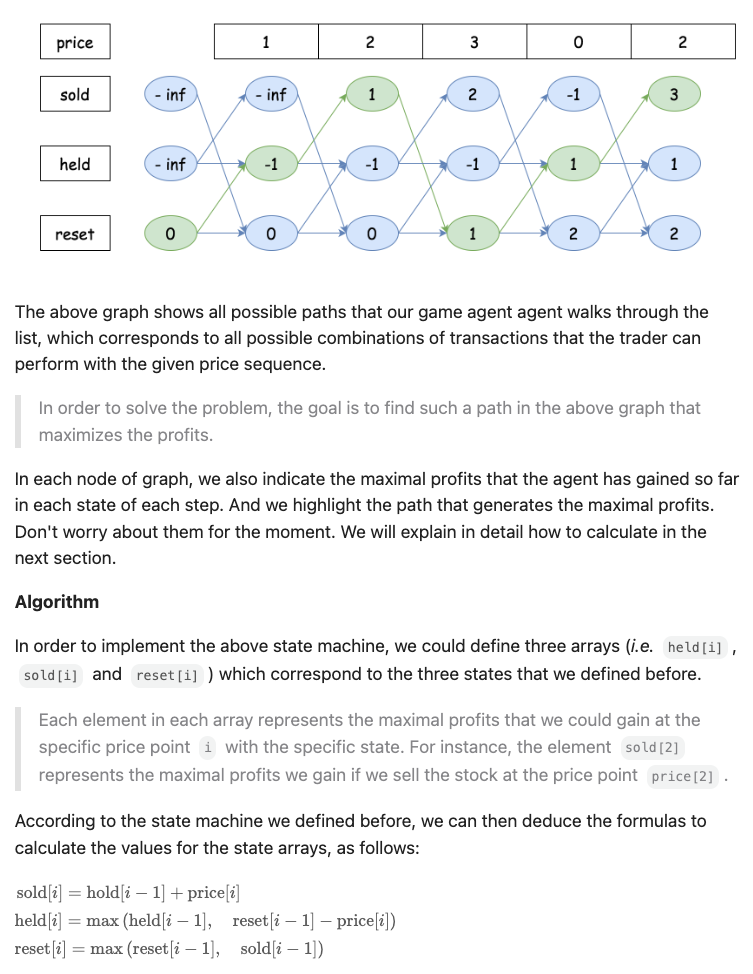 price 1 2 3 0 2
sold - inf - inf 1 2 -1 3
held - inf -1 -1 -1 1 1
reset 0 0 0 1 2 2
The above graph shows all possible paths that our game agent agent walks through the
list, which corresponds to all possible combinations of transactions that the trader can
perform with the given price sequence.
In order to solve the problem, the goal is to find such a path in the above graph that
maximizes the profits.
In each node of graph, we also indicate the maximal profits that the agent has gained so far
in each state of each step. And we highlight the path that generates the maximal profits.
Don't worry about them for the moment. We will explain in detail how to calculate in the
next section.
Algorithm
In order to implement the above state machine, we could define three arrays (i.e. held[i] ,
sold[i] and reset[i] ) which correspond to the three states that we defined before.
Each element in each array represents the maximal profits that we could gain at the
specific price point i with the specific state. For instance, the element sold[2]
represents the maximal profits we gain if we sell the stock at the price point price[2] .
According to the state machine we defined before, we can then deduce the formulas to
calculate the values for the state arrays, as follows:
sold[i] = hold[i − 1] + price[i]
held[i] = max (held[i − 1], reset[i − 1] − price[i])
reset[i] = max (reset[i − 1], sold[i − 1])